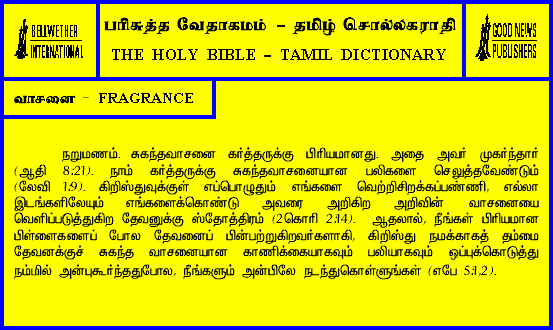 BELLWETHER
INTERNATIONAL
பரிசுத்த வேதாகமம் - தமிழ் சொல்லகராதி
THE HOLY BIBLE - TAMIL DICTIONARY
GOOD NEWS
PUBLISHERS
வாசனை - FRAGRANCE
நறுமணம். சுகந்தவாசனை கர்த்தருக்கு பிரியமானது. அதை அவர் முகர்ந்தார்
(ஆதி 8:21). நாம் கர்த்தருக்கு சுகந்தவாசனையான பலிகளை செலுத்தவேண்டும்
(லேவி 1:9). கிறிஸ்துவுக்குள் எப்பொழுதும் எங்களை வெற்றிசிறக்கப்பண்ணி, எல்லா
இடங்களிலேயும் எங்களைக்கொண்டு அவரை அறிகிற அறிவின் வாசனையை
வெளிப்படுத்துகிற தேவனுக்கு ஸ்தோத்திரம் (2கொரி 2:14). ஆதலால், நீங்கள் பிரியமான
பிள்ளைகளைப் போல தேவனைப் பின்பற்றுகிறவர்களாகி, கிறிஸ்து நமக்காகத் தம்மை
தேவனக்குச் சுகந்த வாசனையான காணிக்கையாகவும் பலியாகவும் ஒப்புக்கொடுத்து
நம்மில் அன்புகூர்ந்ததுபோல, நீங்களும் அன்பிலே நடந்துகொள்ளுங்கள் (எபே 5:1,2).